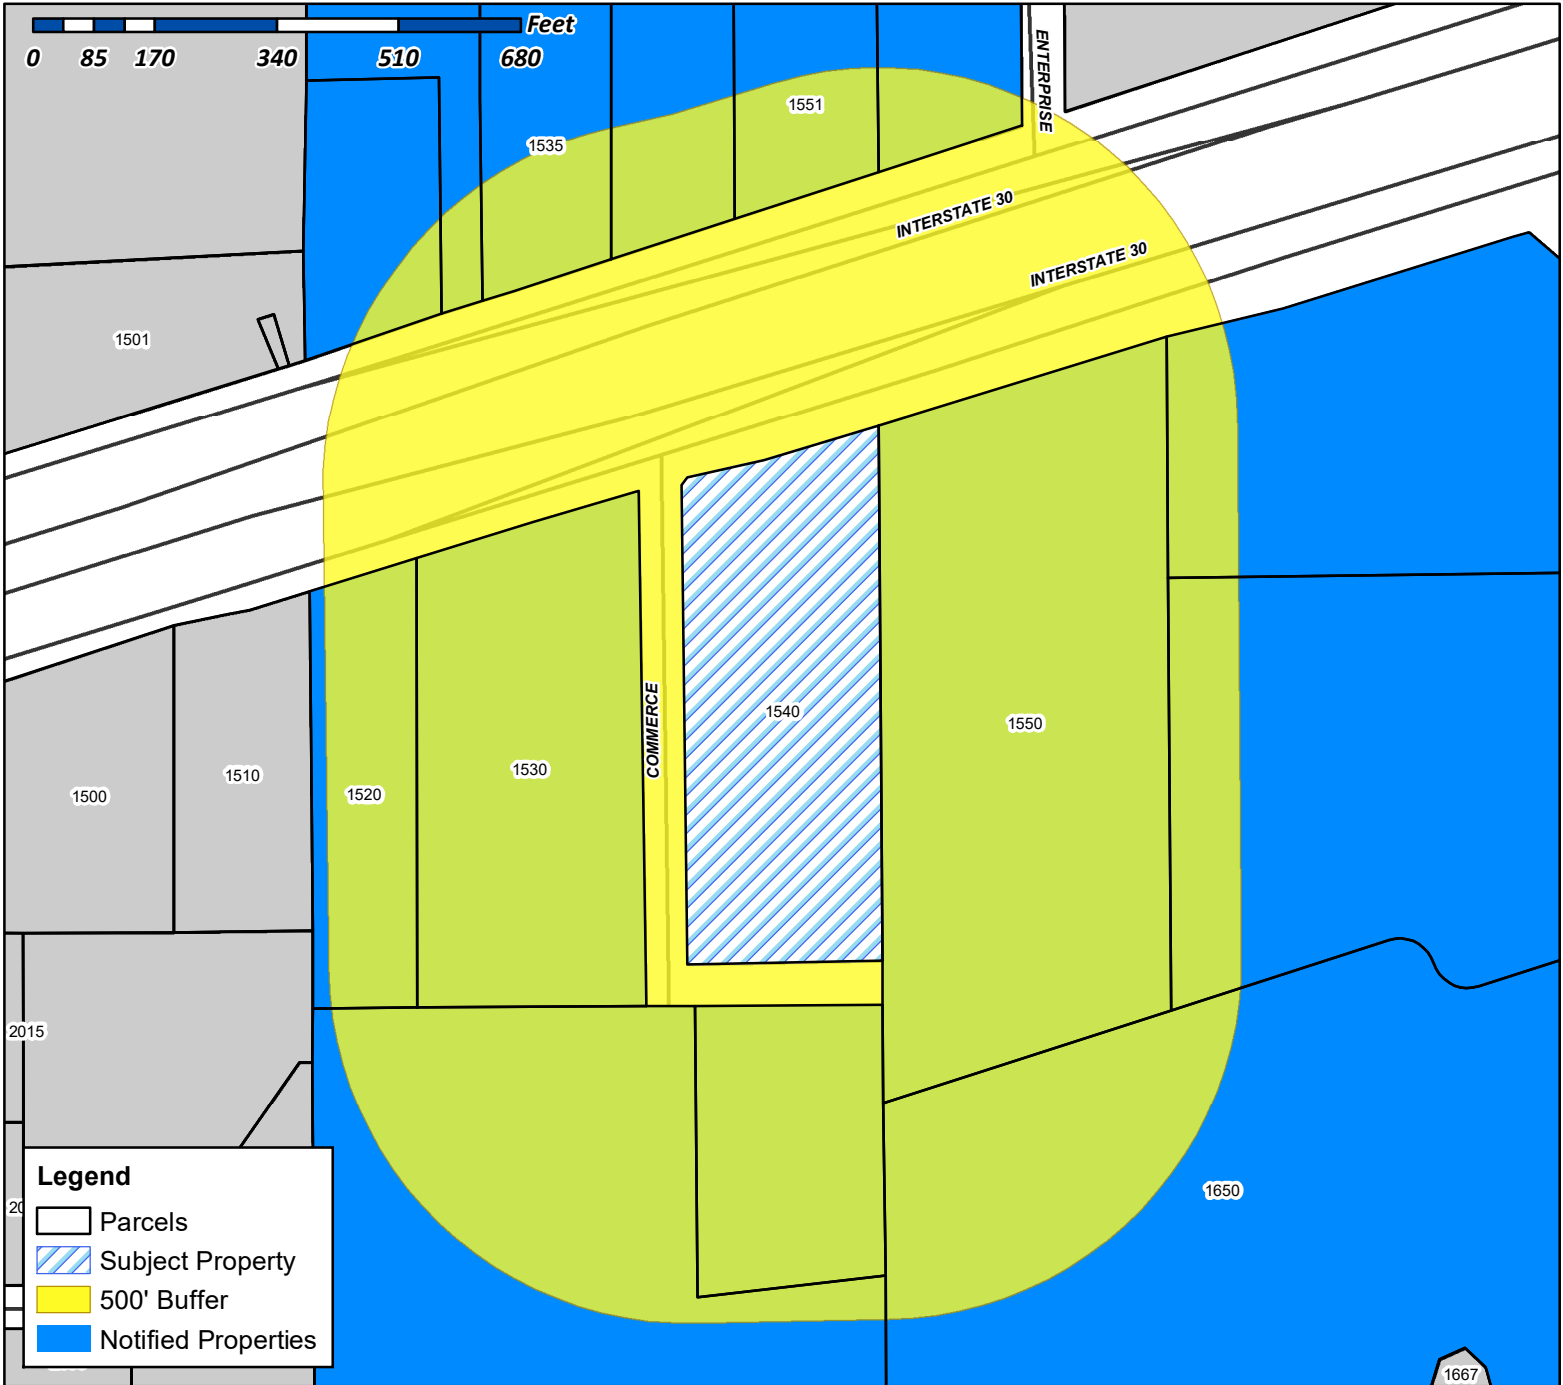 Feet
0 85 170 340 510 680
ENTERPRISE
1551
1535
INTERSTATE 30
INTERSTATE 30
1501
1540
COMMERCE
1550
1530
1510
1520
1500
2015
1650
Legend
Parcels
Subject Property
500' Buffer
Notified Properties
1667